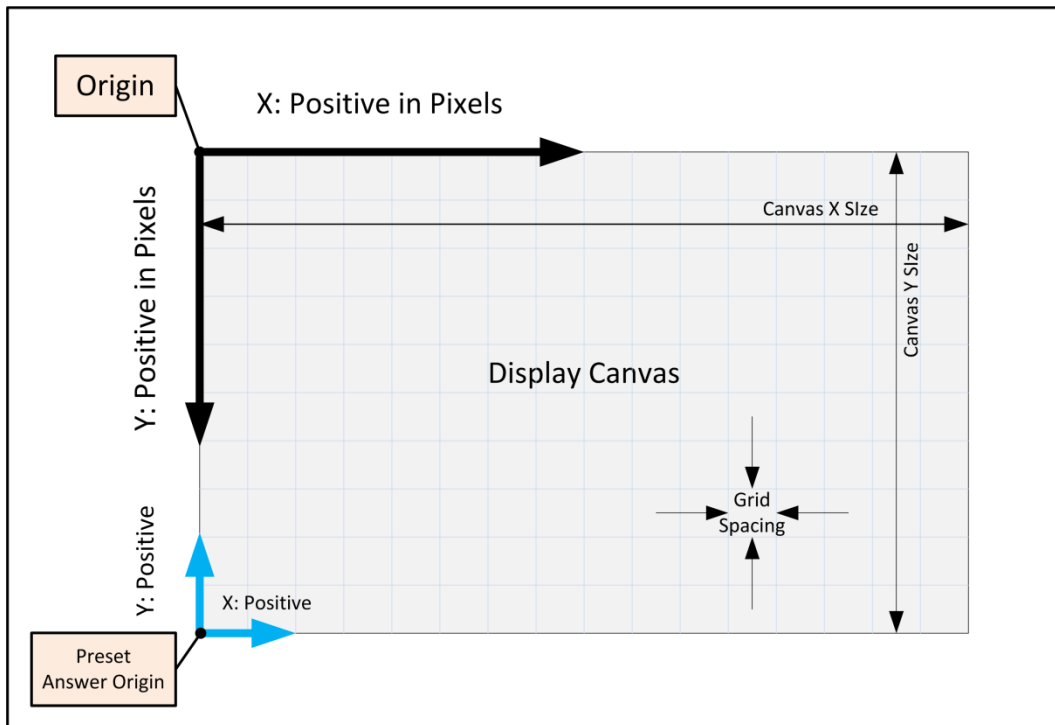 Origin
X: Positive in Pixels
Y: Positive in Pixels
Canvas X SIze
Canvas Y SIze
Display Canvas
Grid
Spacing
Y: Positive
X: Positive
Preset
Answer Origin